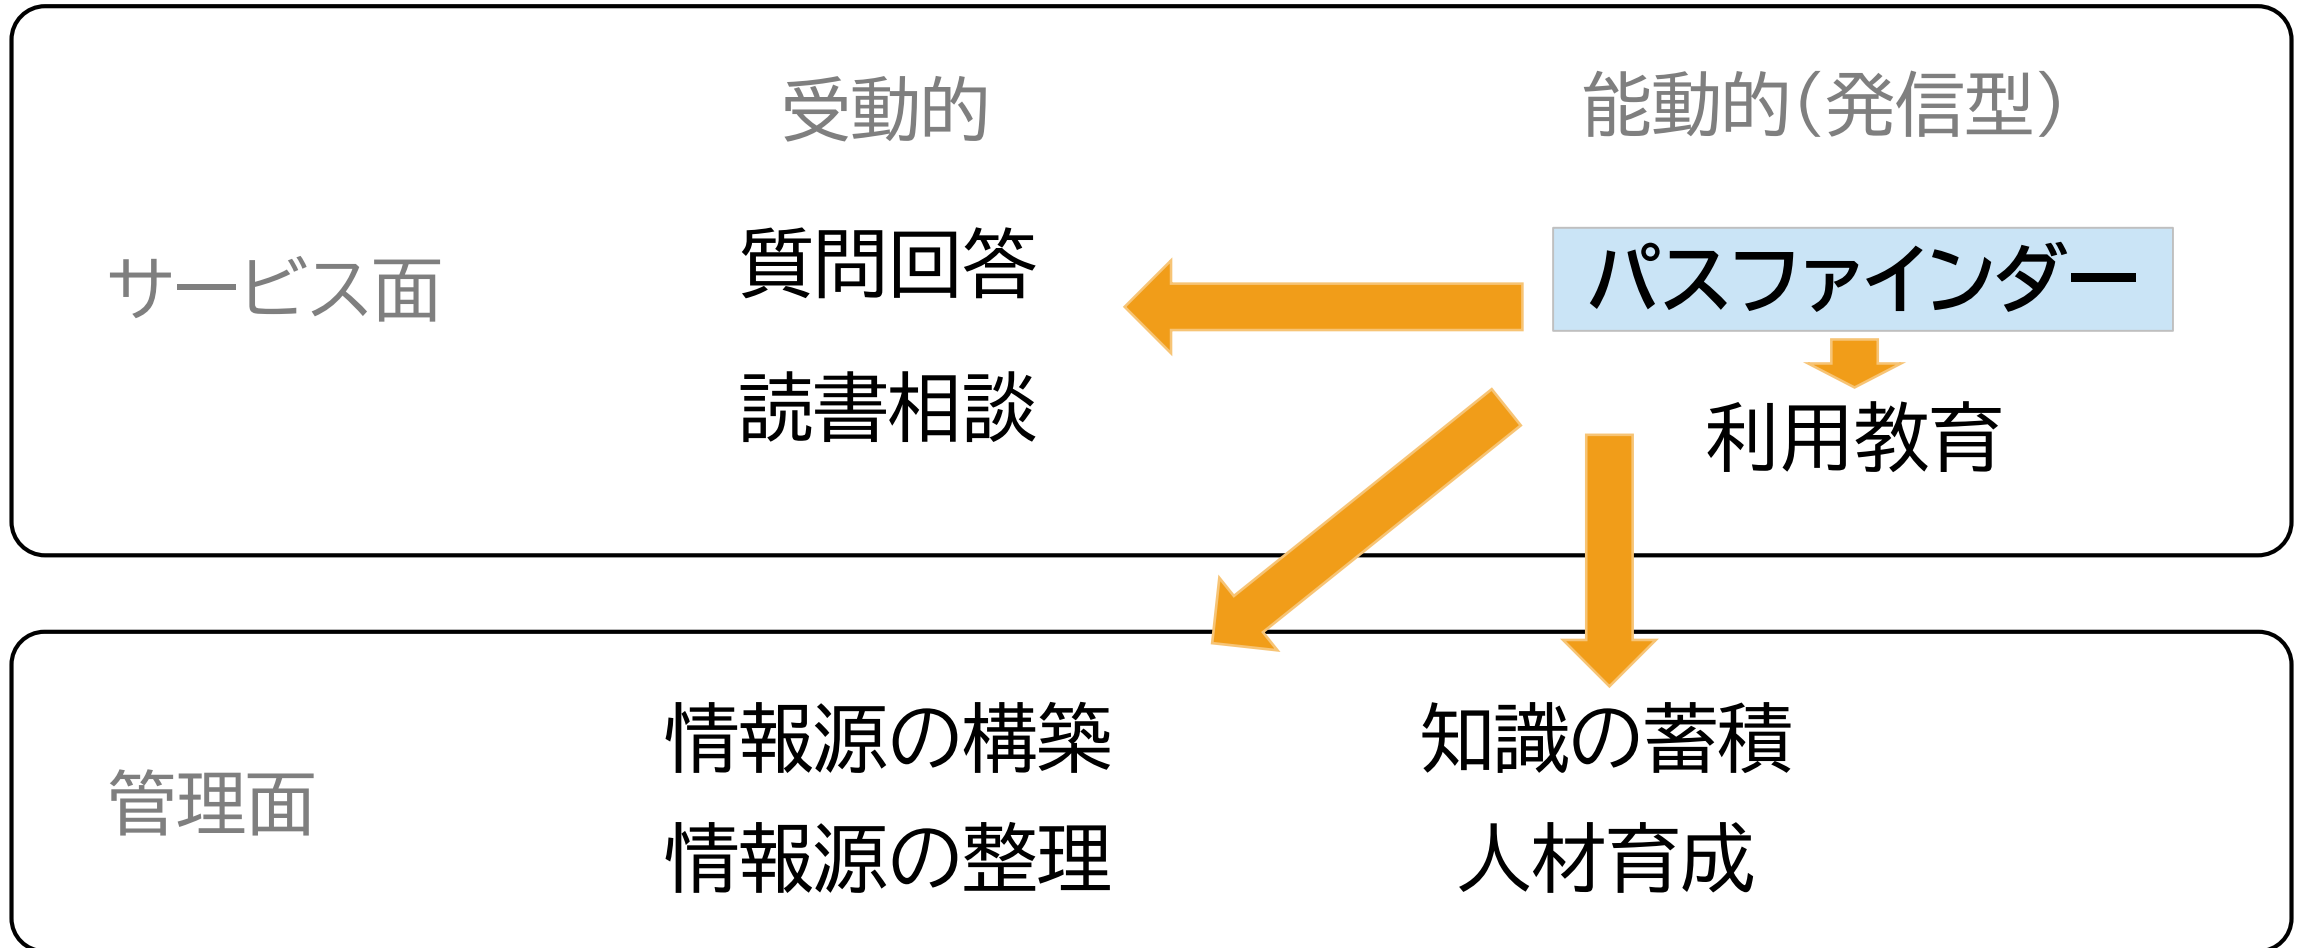 受動的
能動的(発信型)
サービス面
質問回答
パスファインダー
読書相談
利用教育
管理面
情報源の構築
知識の蓄積
情報源の整理
人材育成